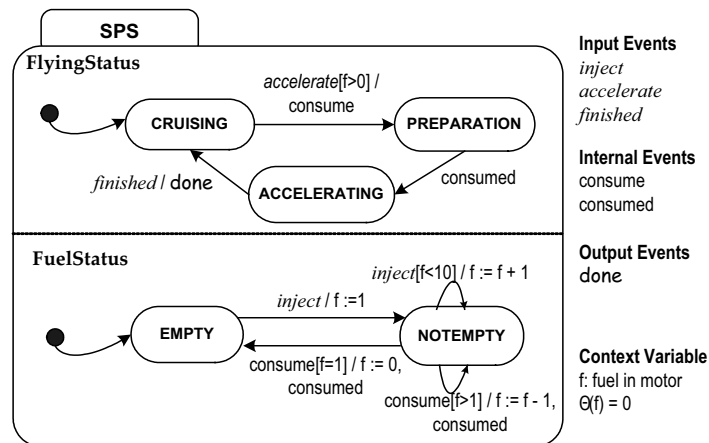 SPS
FlyingStatus
accelerate[f>0] /
consume
CRUISING
PREPARATION
finished / done
ACCELERATING
consumed
FuelStatus
inject[f<10] / f := f + 1
inject / f :=1
EMPTY
NOTEMPTY
consume[f=1] / f := 0,
consumed
consume[f>1] / f := f - 1,
consumed
Input Events
inject
accelerate
finished
Internal Events
consume
consumed
Output Events
done
Context Variable
f: fuel in motor
Θ(f) = 0